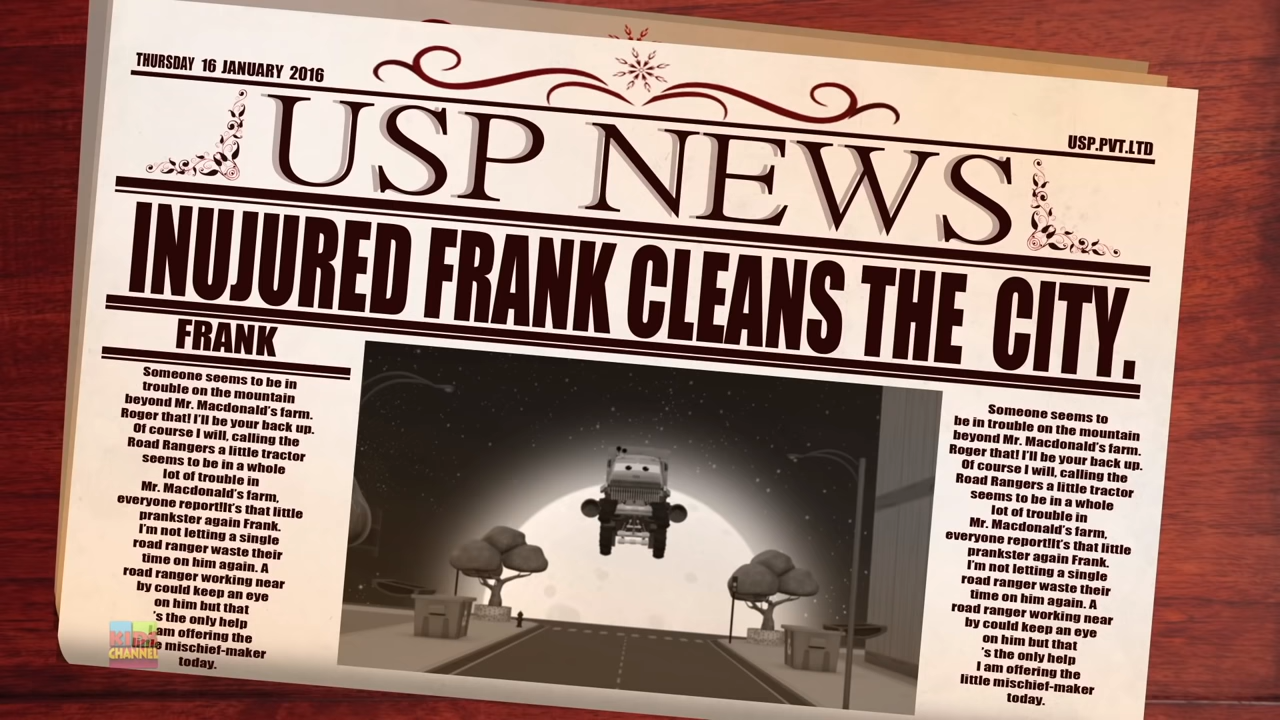 THURSDAY 16 JANUARY 2016
USP.PVT.LTD
USP NEWS
INUJURED FRANK CLEANS THE CITY.
FRANK
Someone seems to be in
trouble on the mountain
beyond Mr. Macdonald's farm.
Roger that! I'll be your back up.
Of course I will, calling the
Road Rangers a little tractor
seems to be in a whole
lot of trouble in
Mr. Macdonald's farm,
everyone report!It's that little
prankster again Frank.
I'm not letting a single
road ranger waste their
time on him again. A
road ranger working near
by could keep an eye
on him but that
's the only help
am offering the
mischief-maker
today.
Someone seems to
be in trouble on the mountain
beyond Mr. Macdonald's farm.
Roger that! I'll be your back up.
Of course I will, calling the
Road Rangers a little tractor
seems to be in a whole
lot of trouble in
Mr. Macdonald's farm,
everyone report!It's that little
prankster again Frank.
I'm not letting a single
road ranger waste their
time on him again. A
road ranger working near
by could keep an eye
on him but that
's the only help
I am offering the
little mischief-maker
today.
CHANNEL